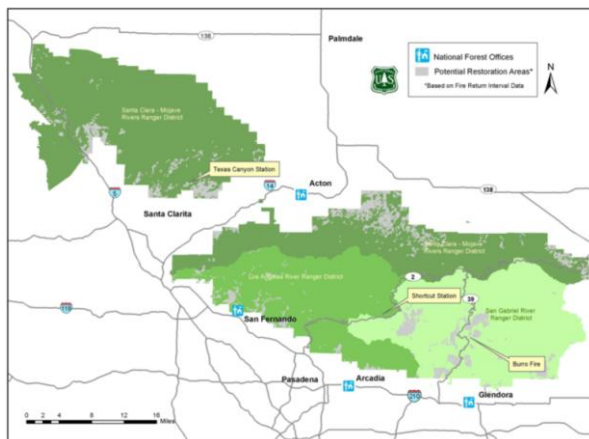 138
Palmdale
National Forest Offices
Potential Restoration Areas*
*Based on Fire Return Interval Data
N
Santa Clara - Mojave
Rivers Ranger District
Texas Canyon Station
5
14
Acton
138
Santa Clarita
Santa Clara - Mojave
Rivers Ranger District
Los Angeles River Ranger District
2
Shortcut Station
39
San Gabriel River
Ranger District
San Fernando
Burro Fire
Pasadena
Arcadia
210
Glendora
0 2 4 8 12 16
Miles